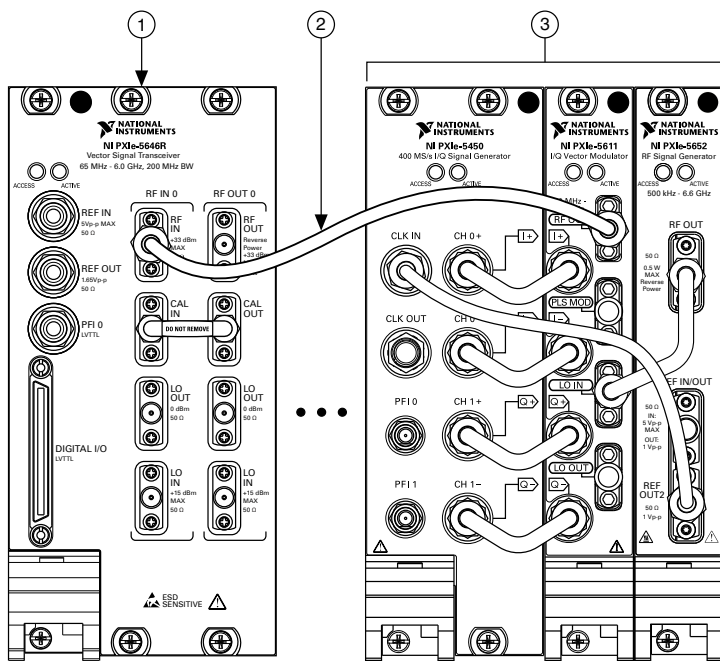 1
2
3
NATIONAL
INSTRUMENTS
NI PXIe-5646R
Vector Signal Transceiver
65 MHz - 6.0 GHz, 200 MHz BW
ACCESS
ACTIVE
REF IN
5Vp-p MAX
50 Ω
REF OUT
1.65Vp-p
50 Ω
PFI 0
LVTTL
DIGITAL I/O
LVTTL
RF IN 0
RF
IN
+33 dBm
MAX
CAL
IN
DO NOT REMOVE
LO
OUT
0 dBm
50 Ω
LO
IN
+15 dBm
MAX
50 Ω
RF OUT 0
RF
OUT
Reverse
Power
+33 dBm
CAL
OUT
LO
OUT
0 dBm
50 Ω
LO
IN
+15 dBm
MAX
50 Ω
ESD
SENSITIVE
NATIONAL
INSTRUMENTS
NI PXIe-5450
400 MS/s I/Q Signal Generator
ACCESS
ACTIVE
CLK IN
CH 0+
I+
CLK OUT
CH 0
PFI 0
CH 1+
Q+
PFI 1
CH 1−
Q−
NATIONAL
INSTRUMENTS
NI PXIe-5611
I/Q Vector Modulator
ACCESS
ACTIVE
MHz -
RF O
I+
PLS MOD
I−
LO IN
Q+
LO OUT
Q−
NATIONAL
INSTRUMENTS
NI PXIe-5652
RF Signal Generator
ACCESS
ACTIVE
500 kHz - 6.6 GHz
RF OUT
50 Ω
0.5 W
MAX
Reverse
Power
EF IN/OUT
50 Ω
IN:
5 Vp-p
MAX
OUT:
1 Vp-p
REF
OUT2
50 Ω
1 Vp-p